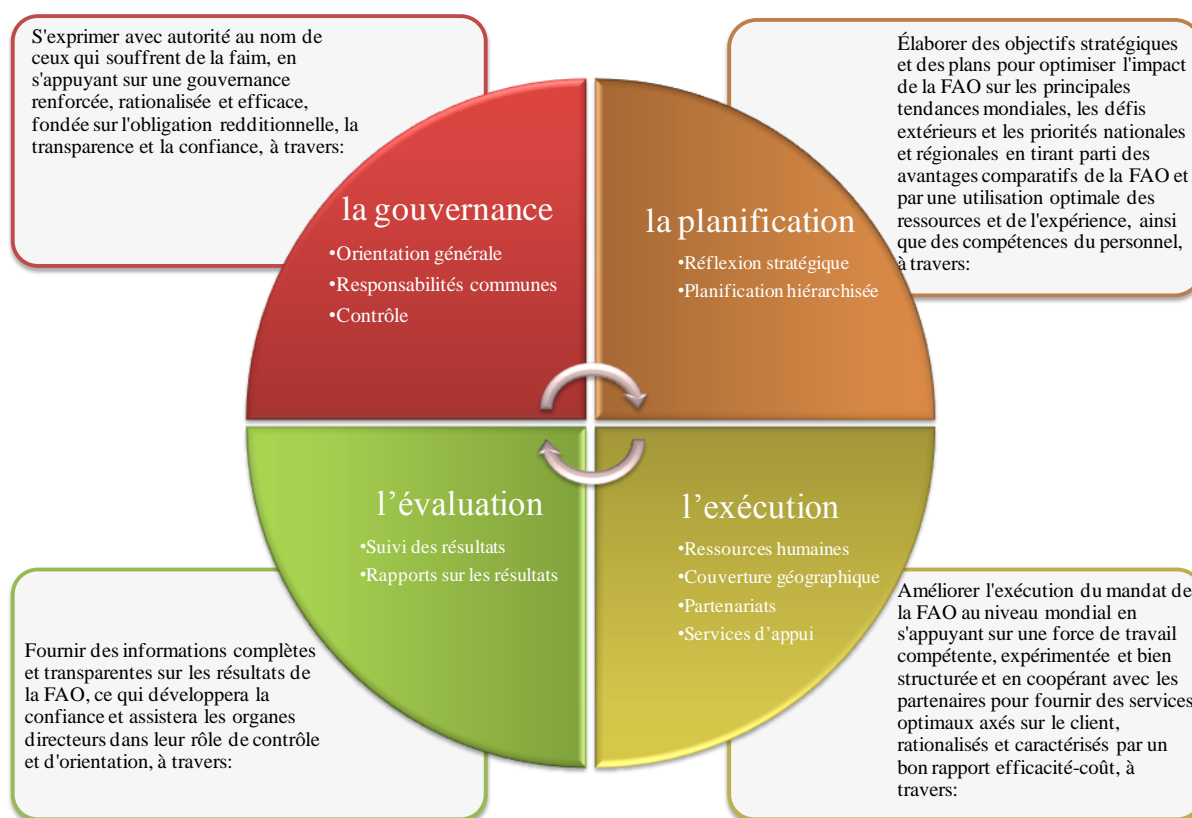 S'exprimer avec autorité au nom de
ceux qui souffrent de la faim, en
s'appuyant sur une gouvernance
renforcée, rationalisée et efficace,
fondée sur l'obligation redditionnelle, la
transparence et la confiance, à travers:
Élaborer des objectifs stratégiques
et des plans pour optimiser l'impact
de la FAO sur les principales
tendances mondiales, les défis
extérieurs et les priorités nationales
et régionales en tirant parti des
avantages comparatifs de la FAO et
par une utilisation optimale des
ressources et de l'expérience, ainsi
que des compétences du personnel,
à travers:
la gouvernance
•Orientation générale
•Responsabilités communes
•Contrôle
la planification
•Réflexion stratégique
•Planification hiérarchisée
l’évaluation
•Suivi des résultats
•Rapports sur les résultats
l’exécution
•Ressources humaines
•Couverture géographique
•Partenariats
•Services d’appui
Fournir des informations complètes
et transparentes sur les résultats de
la FAO, ce qui développera la
confiance et assistera les organes
directeurs dans leur rôle de contrôle
et d'orientation, à travers:
Améliorer l'exécution du mandat de
la FAO au niveau mondial en
s'appuyant sur une force de travail
compétente, expérimentée et bien
structurée et en coopérant avec les
partenaires pour fournir des services
optimaux axés sur le client,
rationalisés et caractérisés par un
bon rapport efficacité-coût, à
travers: